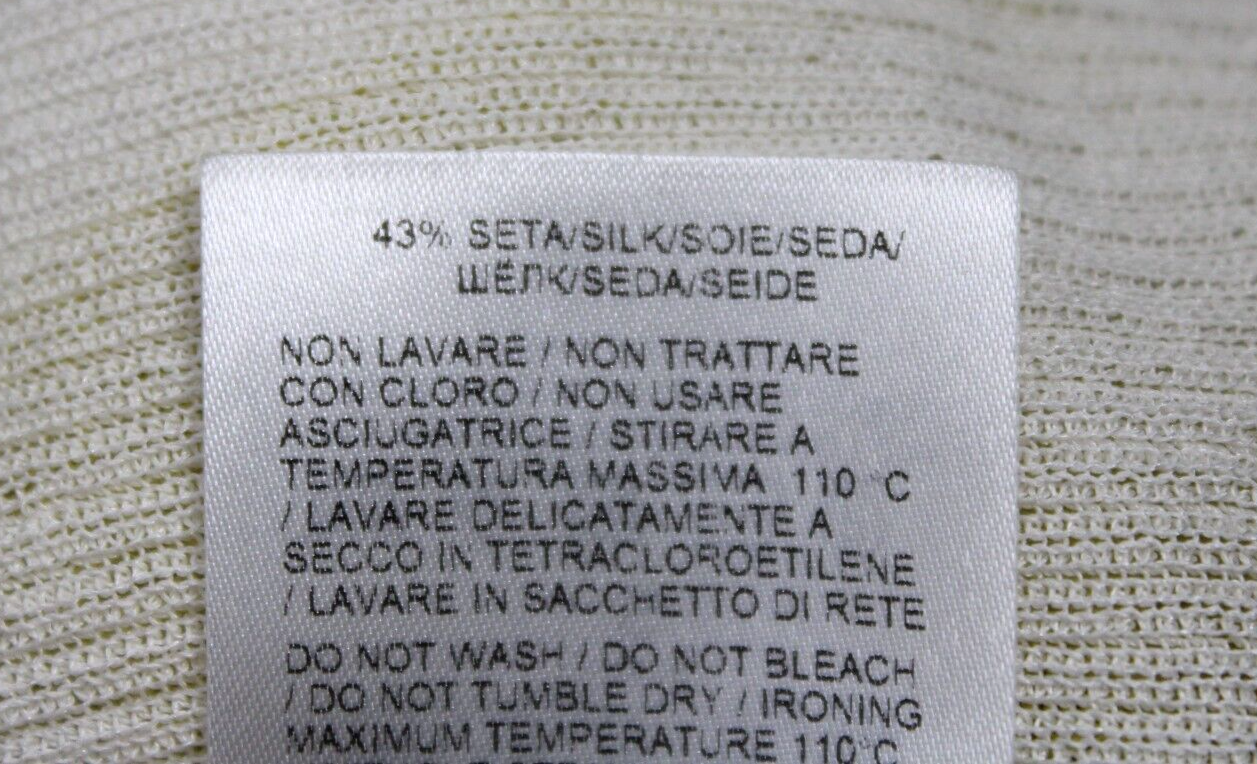 43% SETA/SILK/SOIE/SEDA/
ШЁЛК/SEDA/SEIDE
NON LAVARE / NON TRATTARE
CON CLORO / NON USARE
ASCIUGATRICE / STIRARE A
TEMPERATURA MASSIMA 110 °C
/ LAVARE DELICATAMENTE A
SECCO IN TETRACLOROETILENE
/ LAVARE IN SACCHETTO DI RETE
DO NOT WASH / DO NOT BLEACH
/ DO NOT TUMBLE DRY / IRONING
MAXIMUM TEMPERATURE 110°C